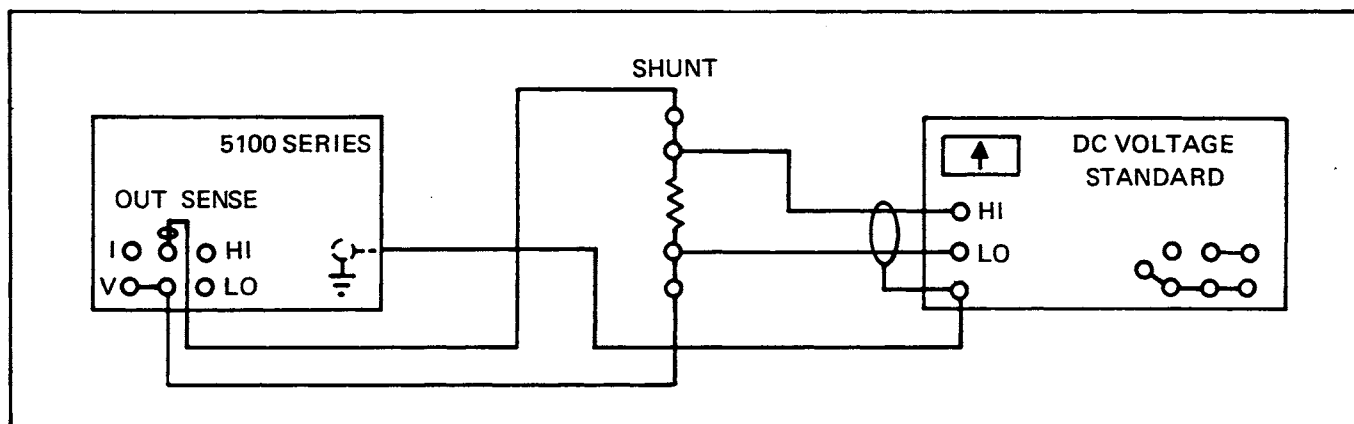 SHUNT
5100 SERIES
OUT SENSE
I HI
V LO
DC VOLTAGE
STANDARD
HI
LO